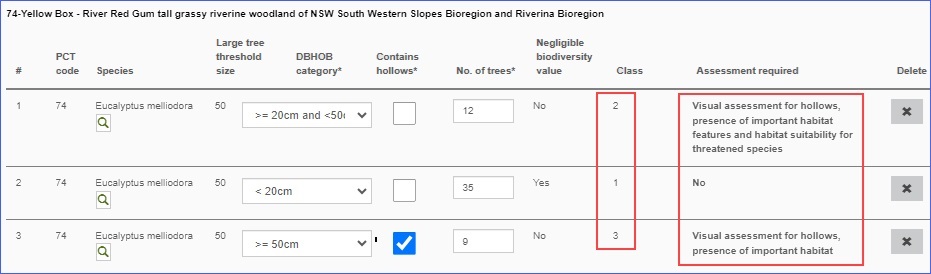 74-Yellow Box - River Red Gum tall grassy riverine woodland of NSW South Western Slopes Bioregion and Riverina Bioregion
# PCT code Species Large tree threshold size DBHOB category* Contains hollows* No. of trees* Negligible biodiversity value Class Assessment required Delete
1 74 Eucalyptus melliodora 50 >= 20cm and <50 12 No 2 Visual assessment for hollows,
presence of important habitat
features and habitat suitability for
threatened species
2 74 Eucalyptus melliodora 50 < 20cm 35 Yes 1 No
3 74 Eucalyptus melliodora 50 >= 50cm 9 No 3 Visual assessment for hollows,
presence of important habitat